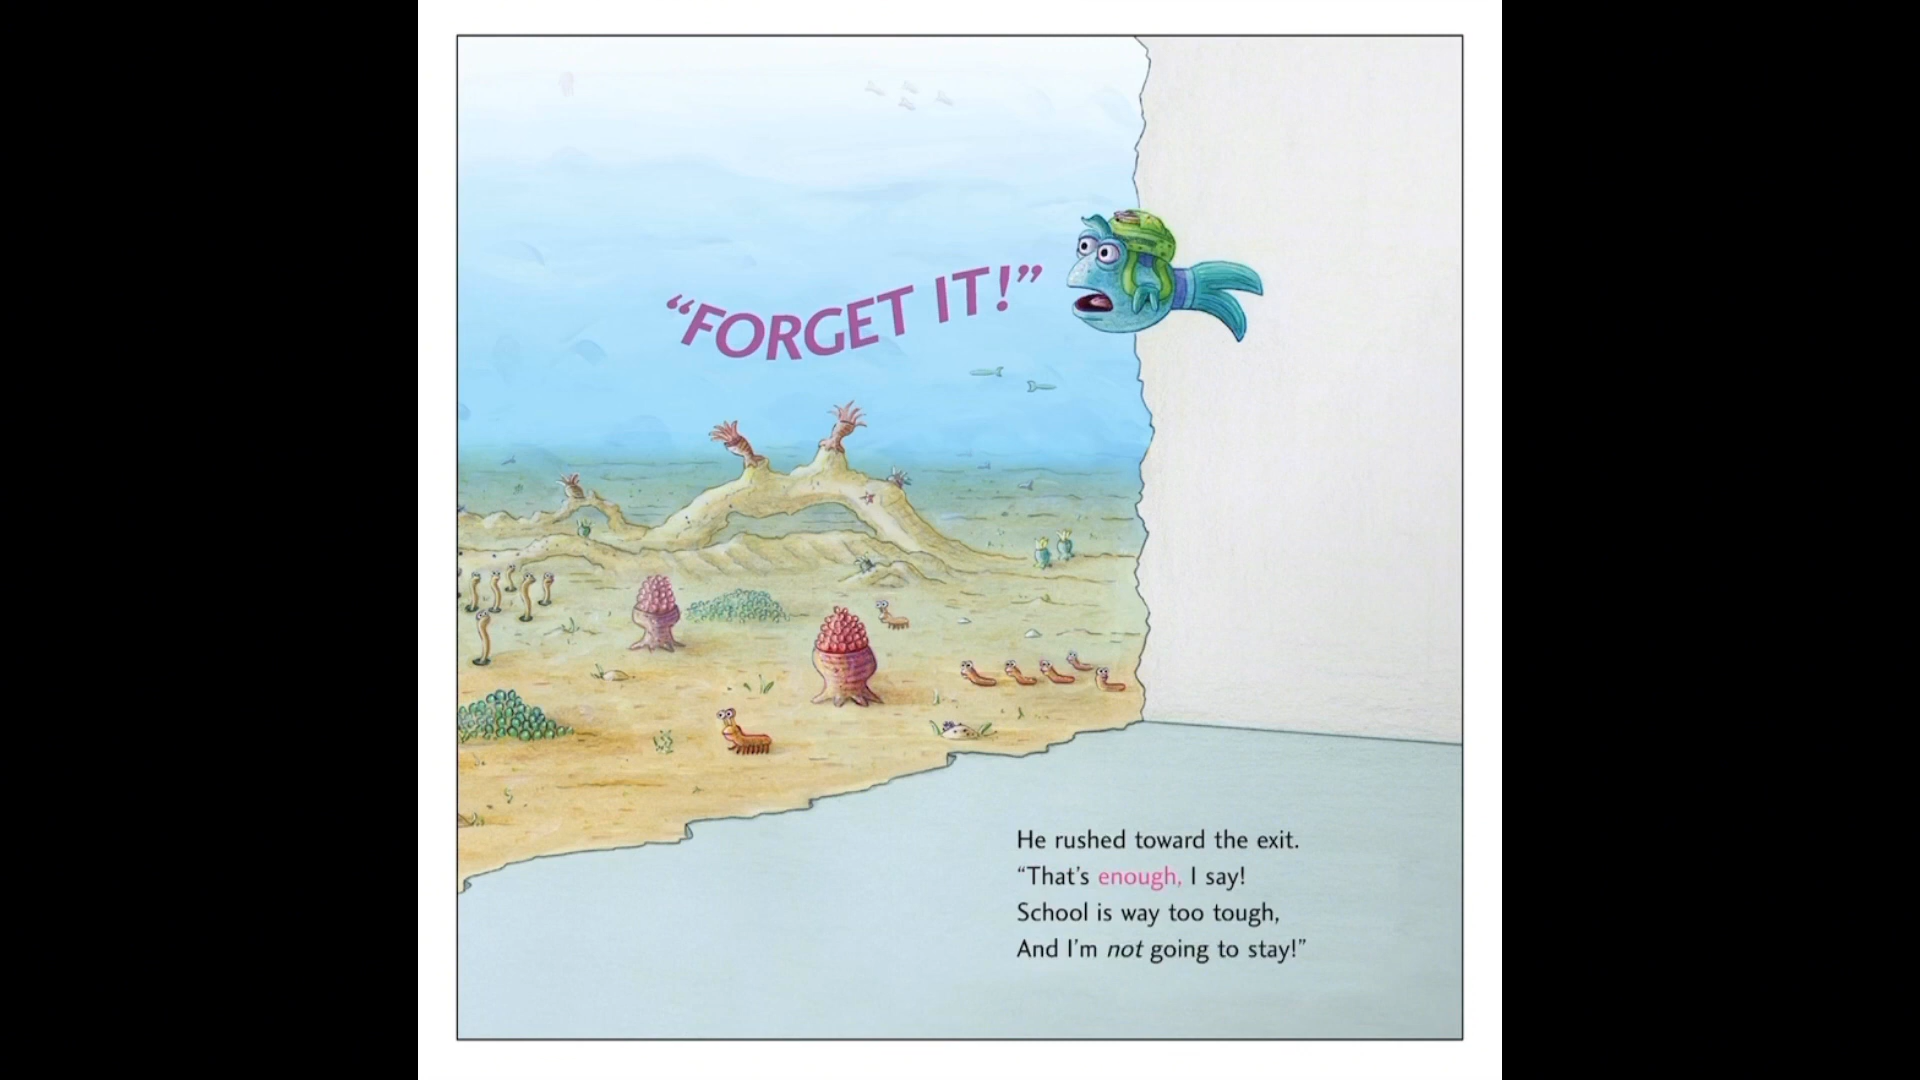 “FORGET IT!”
He rushed toward the exit.
“That’s enough, I say!
School is way too tough,
And I’m not going to stay!”